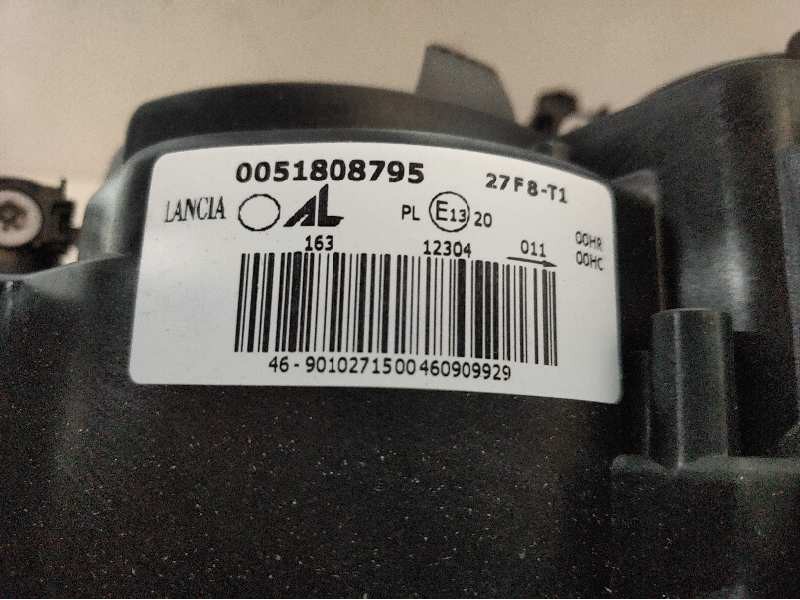 0051808795 27F8-T1
LANCIA AL PL E13 20
163 12304 011 00HR
00HC
46-9010271500460909929